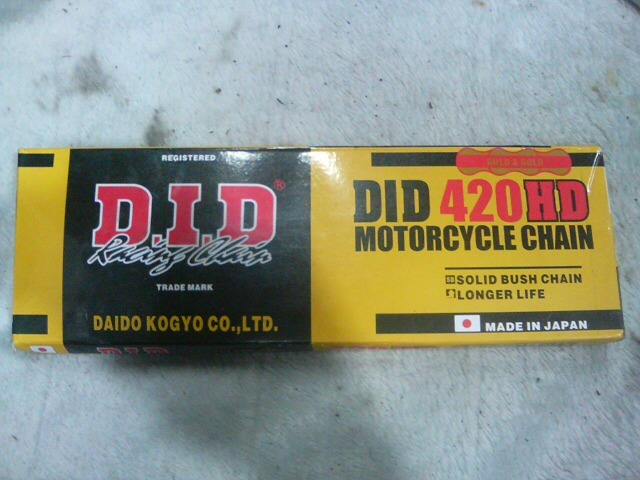 REGISTERED
D.I.D®
Racing Chain
TRADE MARK
DAIDO KOGYO CO.,LTD.
GOLD & GOLD
DID 420HD
MOTORCYCLE CHAIN
SOLID BUSH CHAIN
LONGER LIFE
MADE IN JAPAN
D.I.D